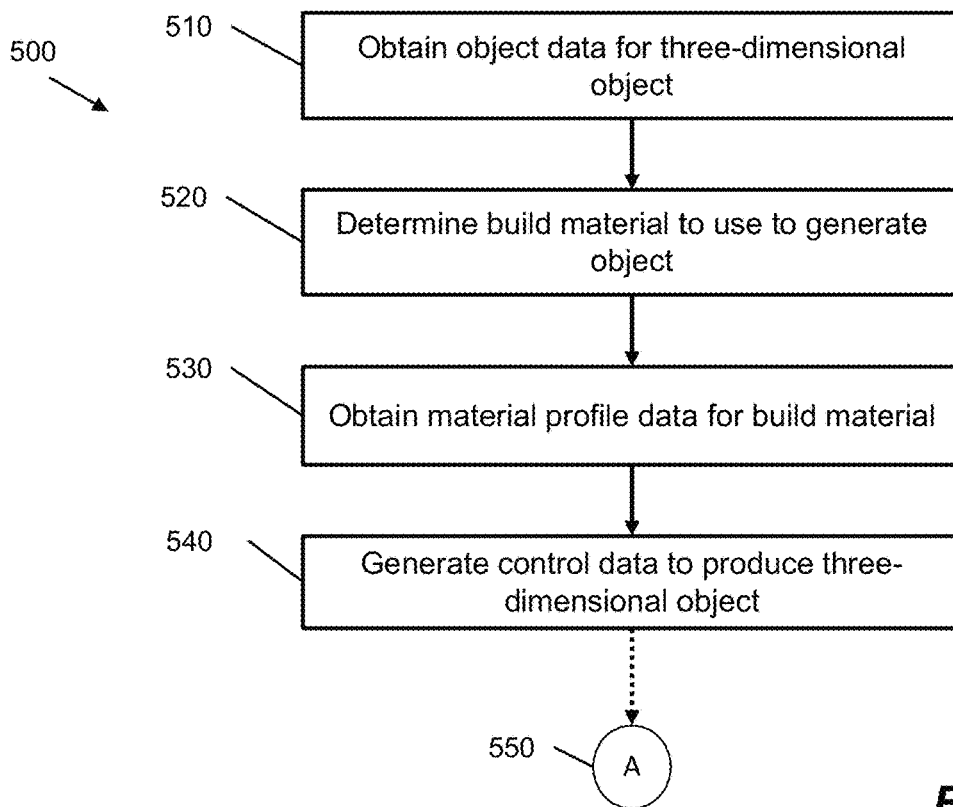 500
510
Obtain object data for three-dimensional
object
520
Determine build material to use to generate
object
530
Obtain material profile data for build material
540
Generate control data to produce three-
dimensional object
550
A